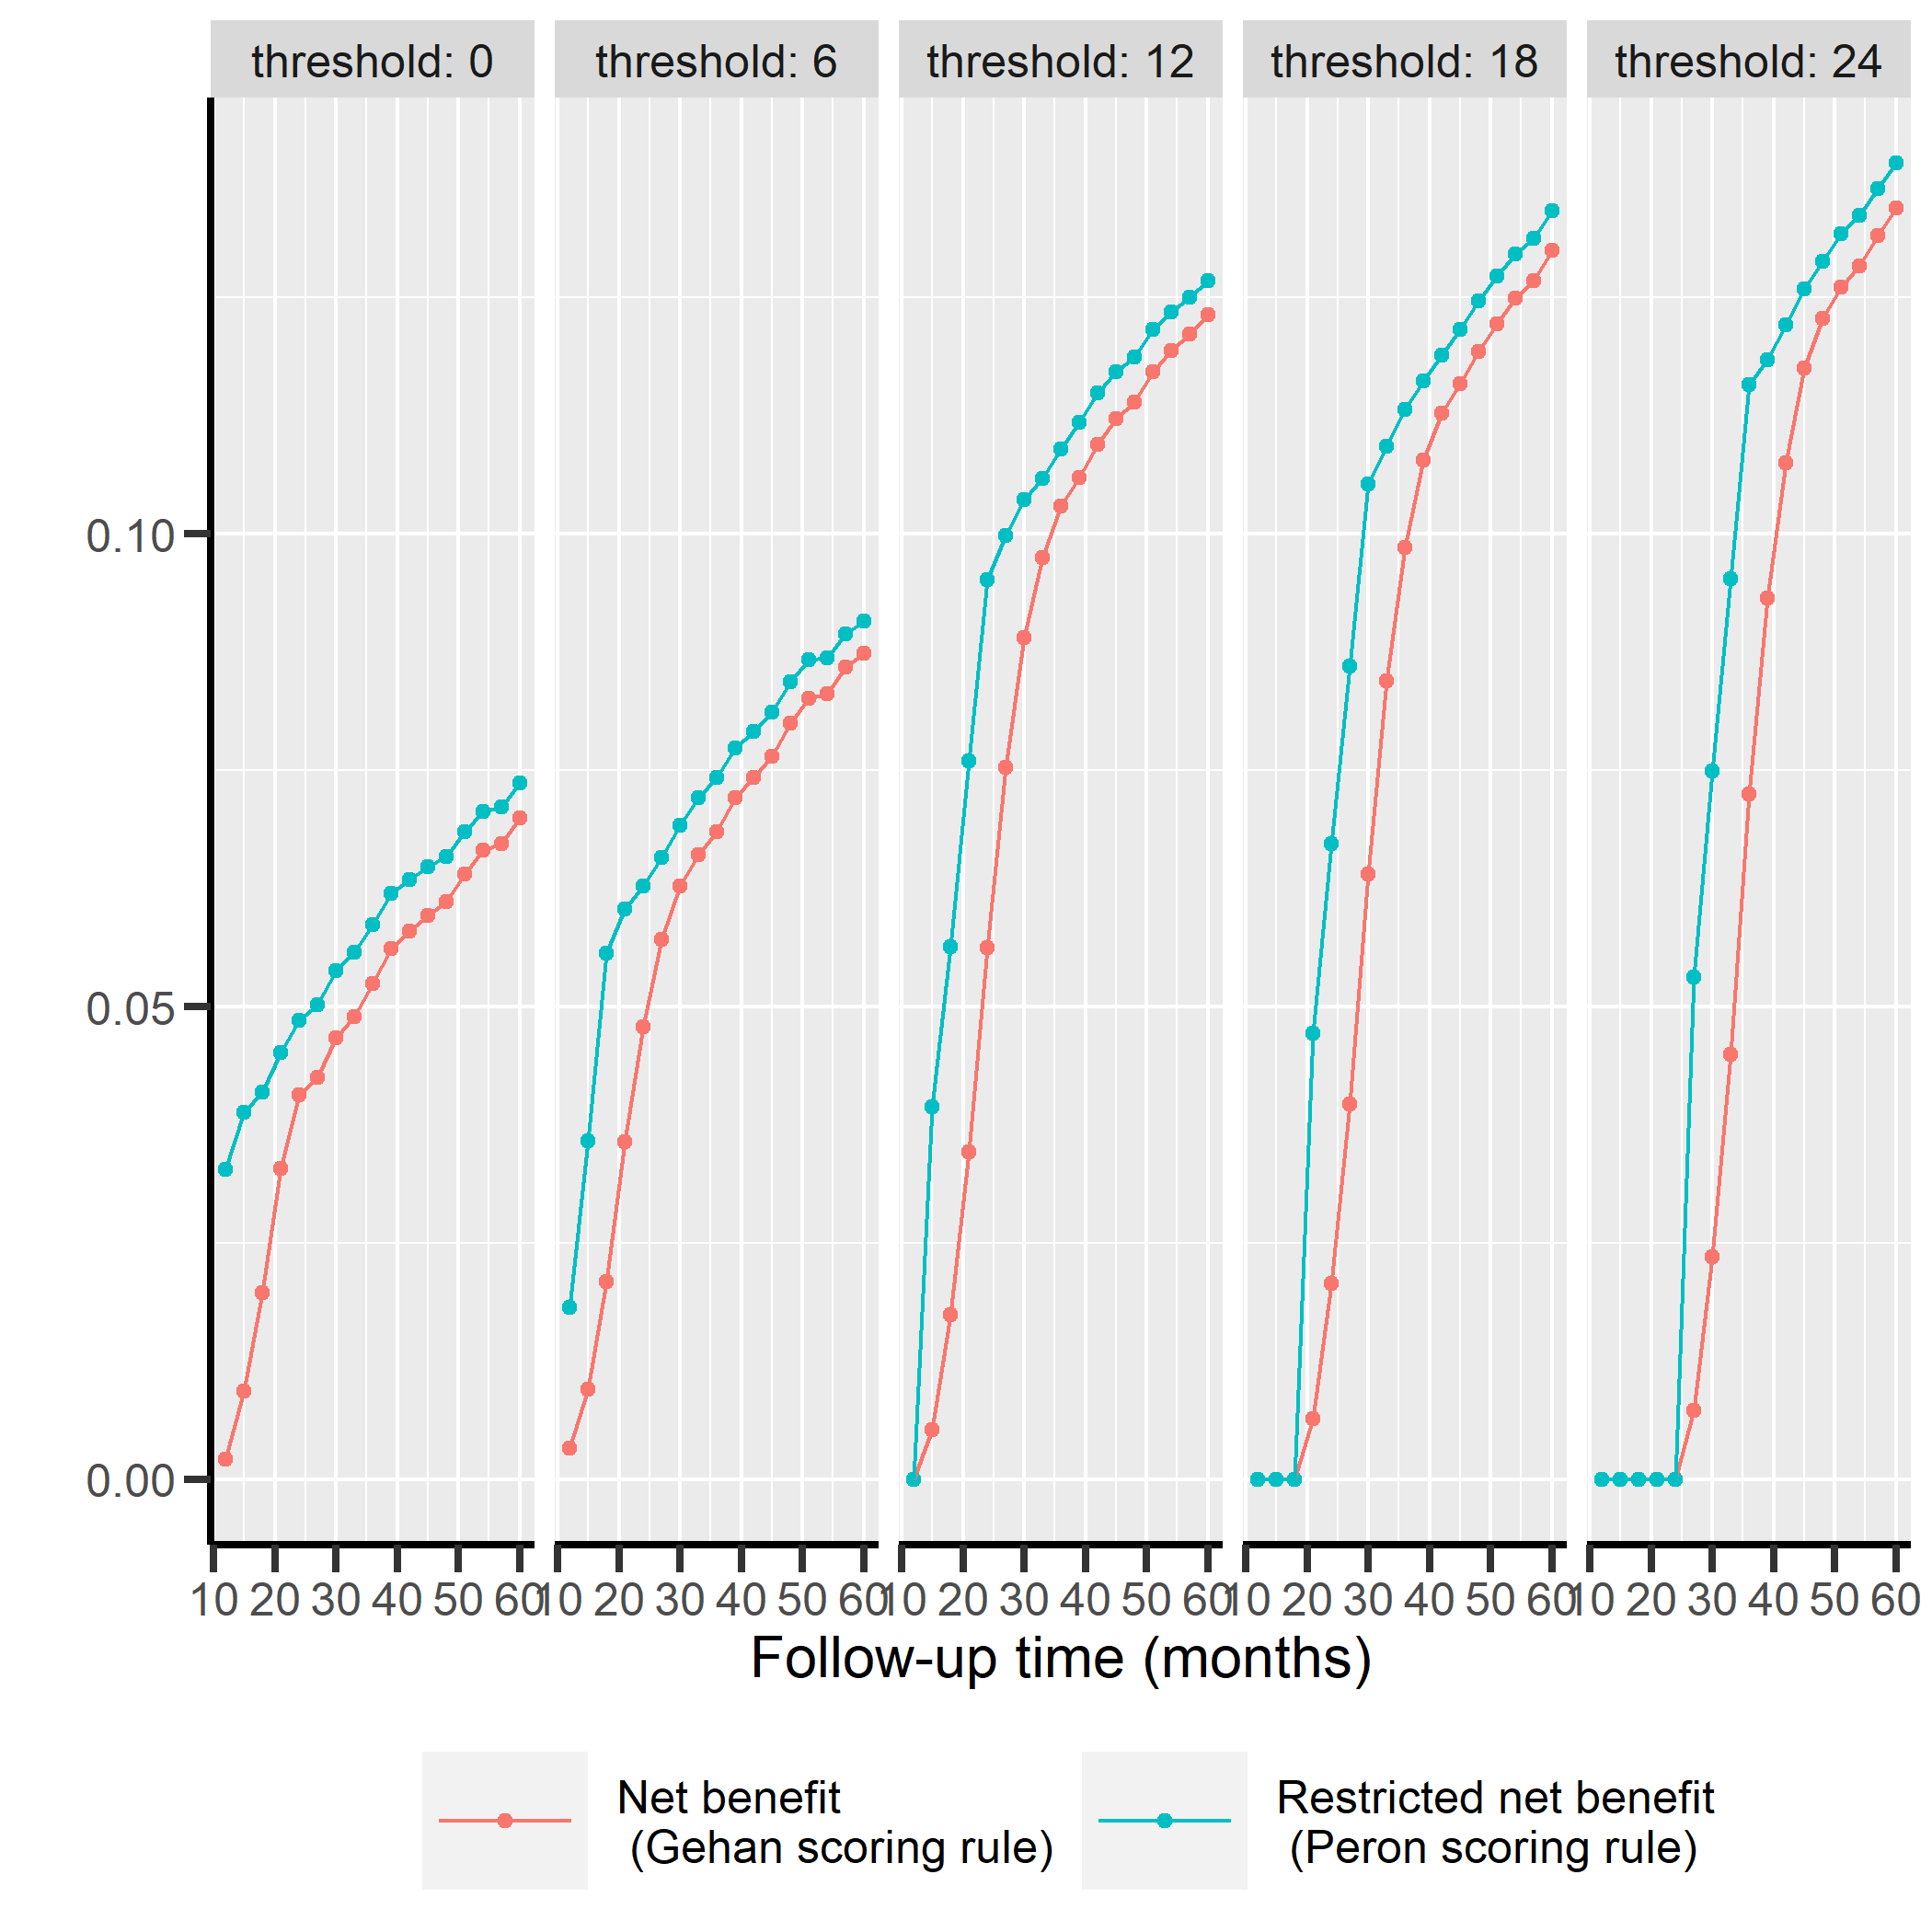 threshold: 0 threshold: 6 threshold: 12 threshold: 18 threshold: 24
0.10
0.05
0.00
10 20 30 40 50 60 10 20 30 40 50 60 10 20 30 40 50 60 10 20 30 40 50 60 10 20 30 40 50 60
Follow-up time (months)
Net benefit
(Gehan scoring rule)
Restricted net benefit
(Peron scoring rule)